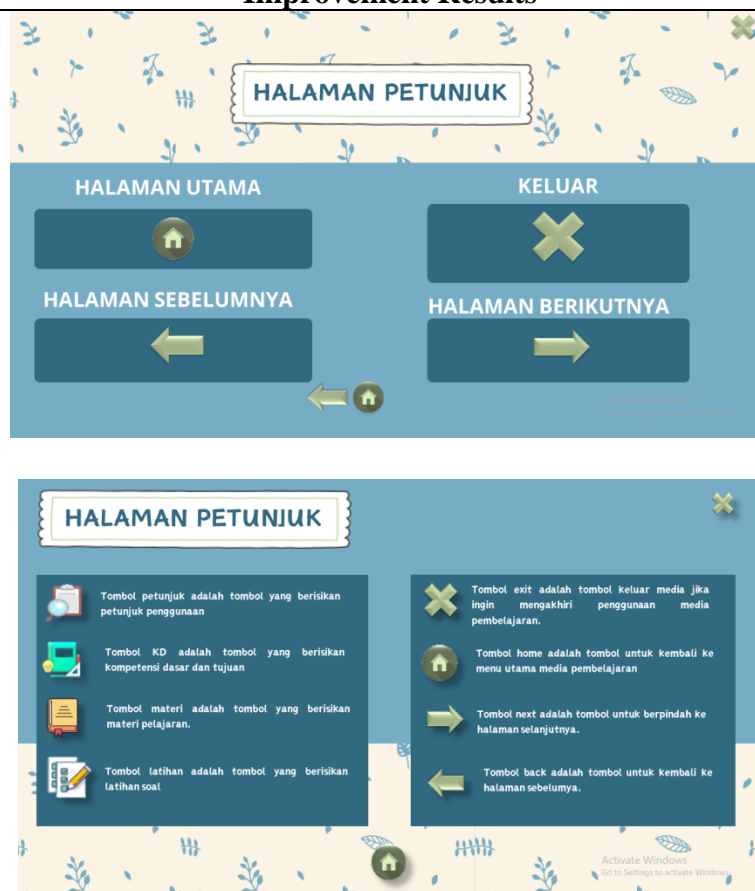 Improvement Results
HALAMAN PETUNJUK
HALAMAN UTAMA
KELUAR
HALAMAN SEBELUMNYA
HALAMAN BERIKUTNYA
HALAMAN PETUNJUK
Tombol petunjuk adalah tombol yang berisikan
petunjuk penggunaan
Tombol KD adalah tombol yang berisikan
kompetensi dasar dan tujuan
Tombol materi adalah tombol yang berisikan
materi pelajaran.
Tombol latihan adalah tombol yang berisikan
latihan soal
Tombol exit adalah tombol keluar media jika
ingin mengakhiri penggunaan media
pembelajaran.
Tombol home adalah tombol untuk kembali ke
menu utama media pembelajaran
Tombol next adalah tombol untuk berpindah ke
halaman selanjutnya.
Tombol back adalah tombol untuk kembali ke
halaman sebelumya.
Activate Windows
Go to Settings to activate Windows.